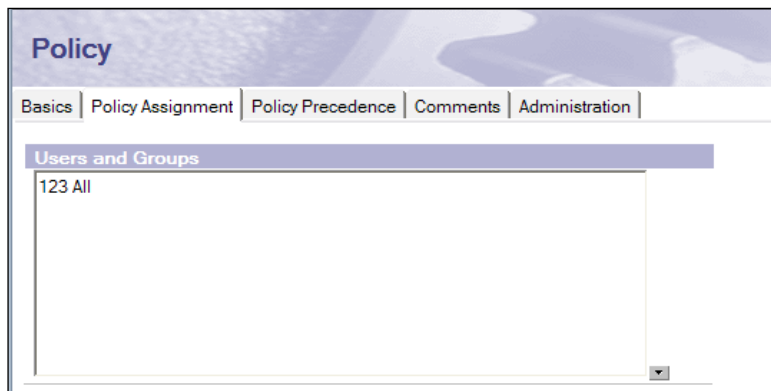 Policy
Basics Policy Assignment Policy Precedence Comments Administration
Users and Groups
123 All